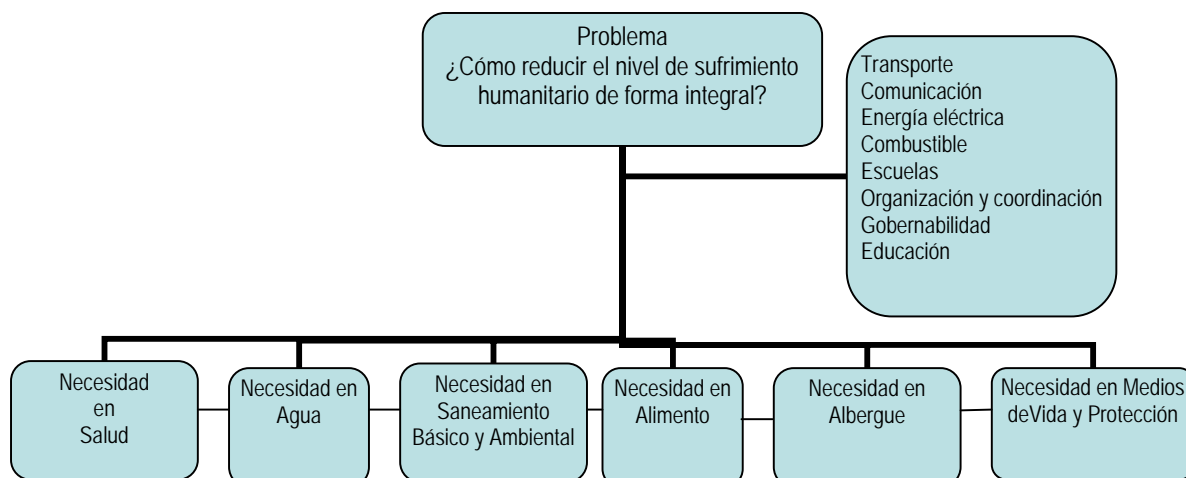 Problema
¿Cómo reducir el nivel de sufrimiento
humanitario de forma integral?
Transporte
Comunicación
Energía eléctrica
Combustible
Escuelas
Organización y coordinación
Gobernabilidad
Educación
Necesidad
en
Salud
Necesidad en
Agua
Necesidad en
Saneamiento
Básico y Ambiental
Necesidad en
Alimento
Necesidad en
Albergue
Necesidad en Medios
deVida y Protección